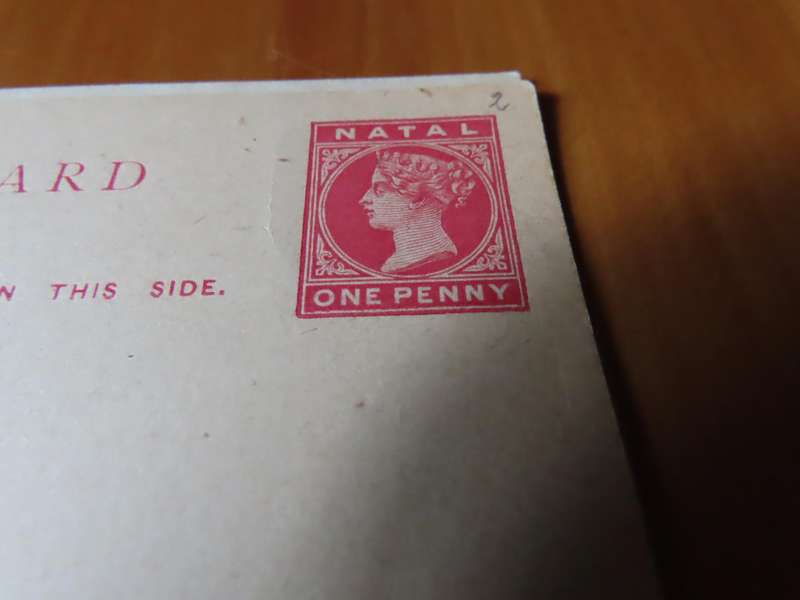 2
NATAL
ARD
N THIS SIDE.
ONE PENNY